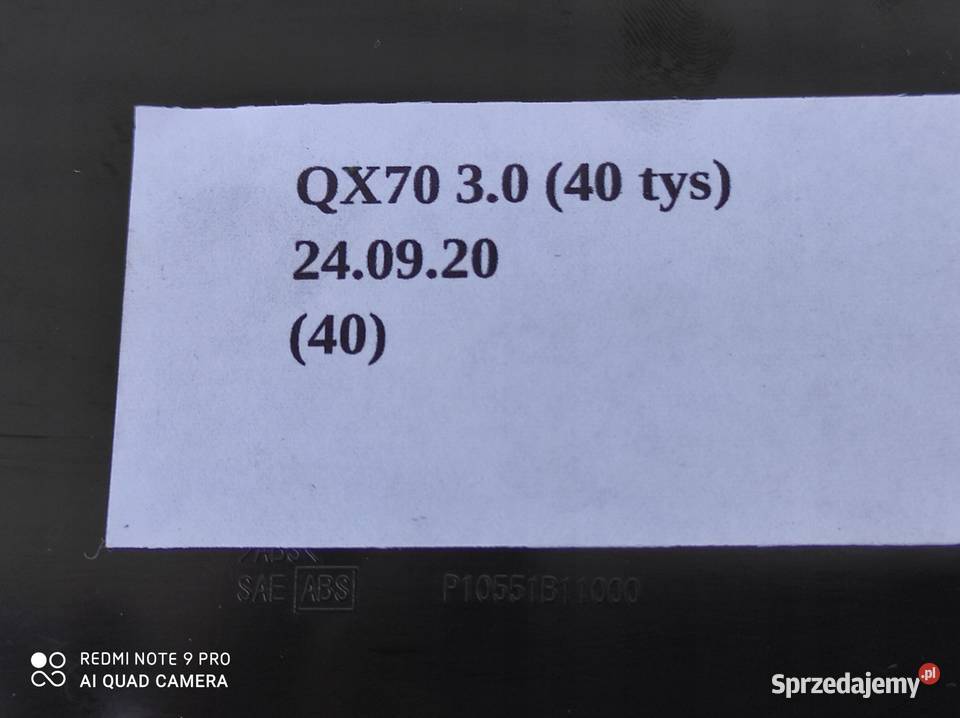 QX70 3.0 (40 tys)
24.09.20
(40)
>ABS<
SAE ABS
P10551B11000
REDMI NOTE 9 PRO
AI QUAD CAMERA
Sprzedajemy.pl